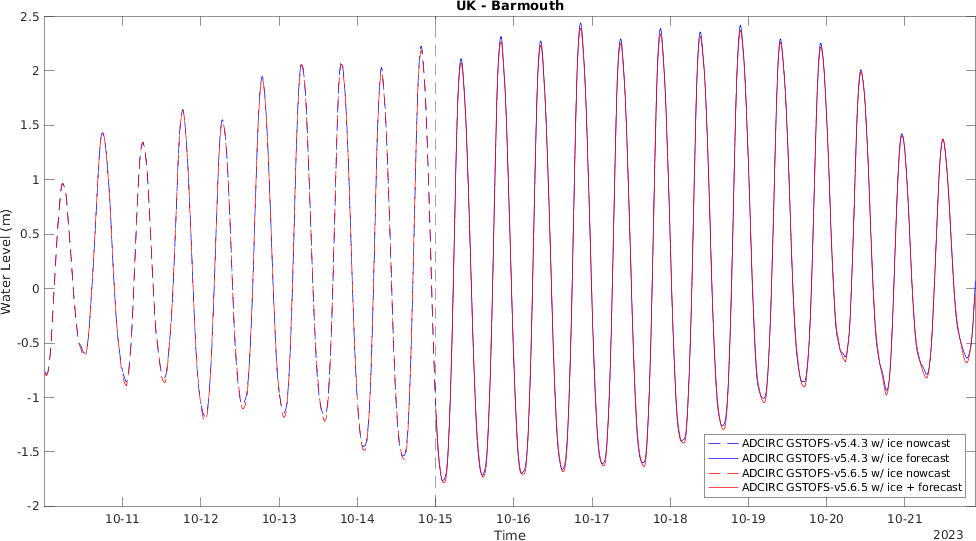 UK - Barmouth
2.5
2
1.5
1
0.5
0
-0.5
-1
-1.5
-2
Water Level (m)
ADCIRC GSTOFS-v5.4.3 w/ ice nowcast
ADCIRC GSTOFS-v5.4.3 w/ ice forecast
ADCIRC GSTOFS-v5.6.5 w/ ice nowcast
ADCIRC GSTOFS-v5.6.5 w/ ice + forecast
10-11 10-12 10-13 10-14 10-15 10-16 10-17 10-18 10-19 10-20 10-21
Time
2023